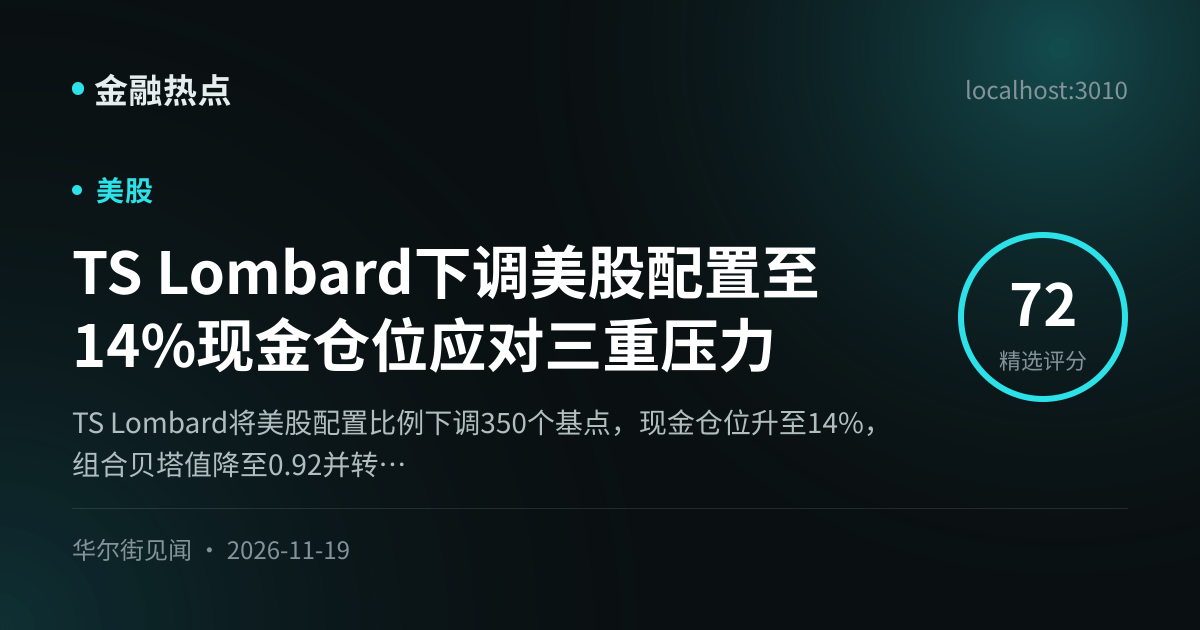 金融热点
localhost:3010
美股
TS Lombard下调美股配置至
14%现金仓位应对三重压力
72
精选评分
TS Lombard将美股配置比例下调350个基点，现金仓位升至14%，
组合贝塔值降至0.92并转…
华尔街见闻 · 2026-11-19